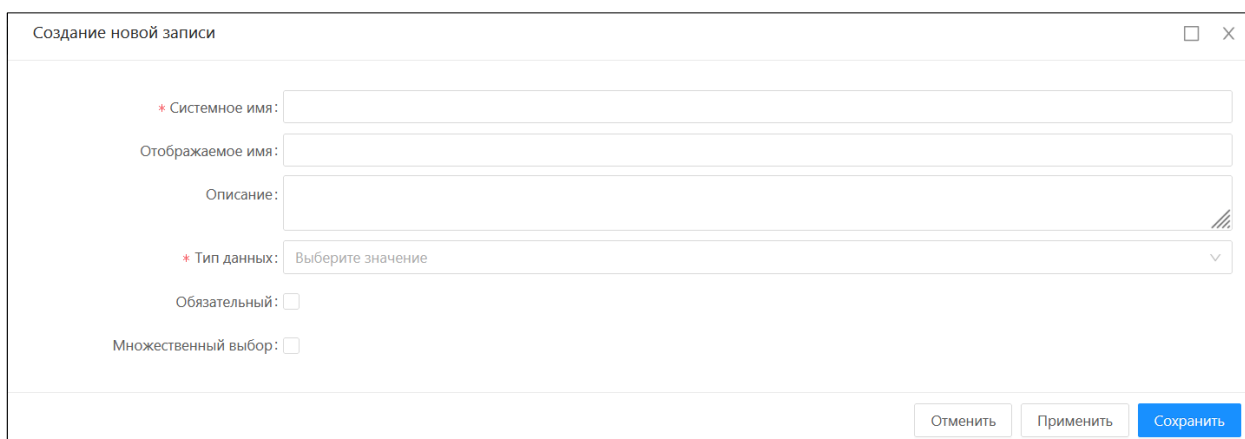 Создание новой записи
* Системное имя:
Отображаемое имя:
Описание:
* Тип данных: Выберите значение
Обязательный:
Множественный выбор:
Отменить Применить Сохранить